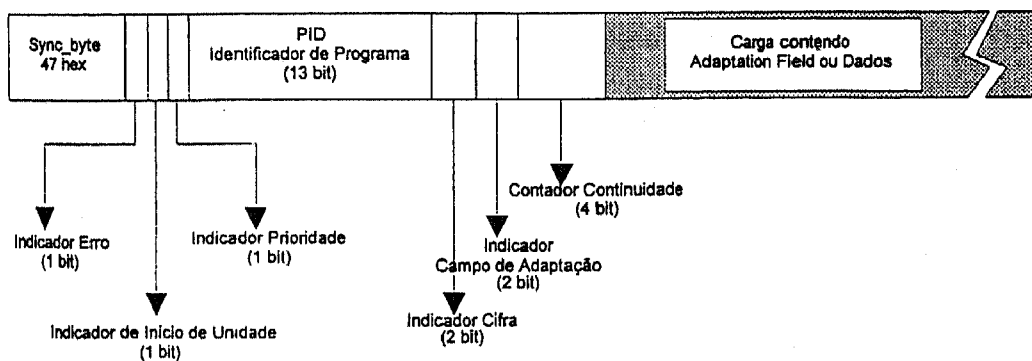 Sync_byte
47 hex
PID
Identificador de Programa
(13 bit)
Carga contendo
Adaptation Field ou Dados
Contador Continuidade
(4 bit)
Indicador Erro
(1 bit)
Indicador Prioridade
(1 bit)
Indicador
Campo de Adaptação
(2 bit)
Indicador de Início de Unidade
(1 bit)
Indicador Cifra
(2 bit)